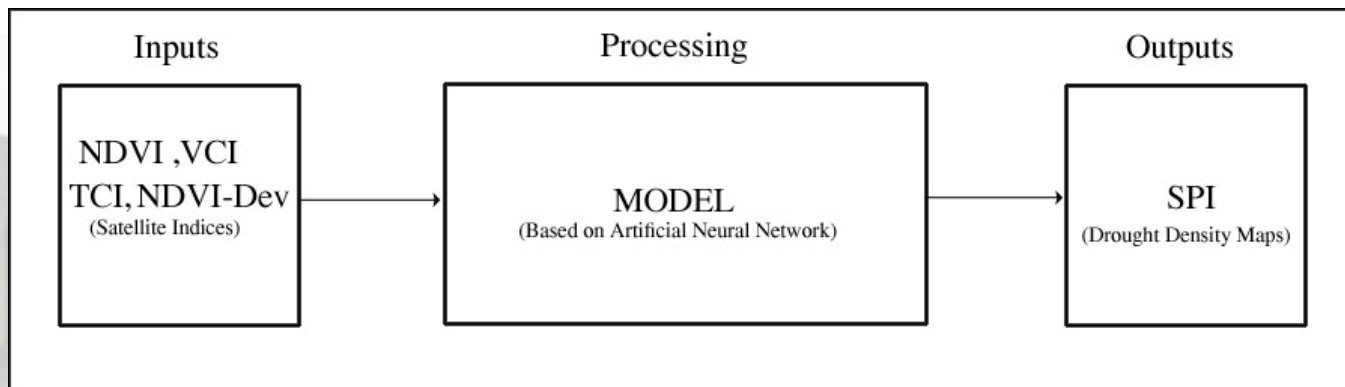 Inputs
Processing
Outputs
NDVI ,VCI
TCI, NDVI-Dev
(Satellite Indices)
MODEL
(Based on Artificial Neural Network)
SPI
(Drought Density Maps)